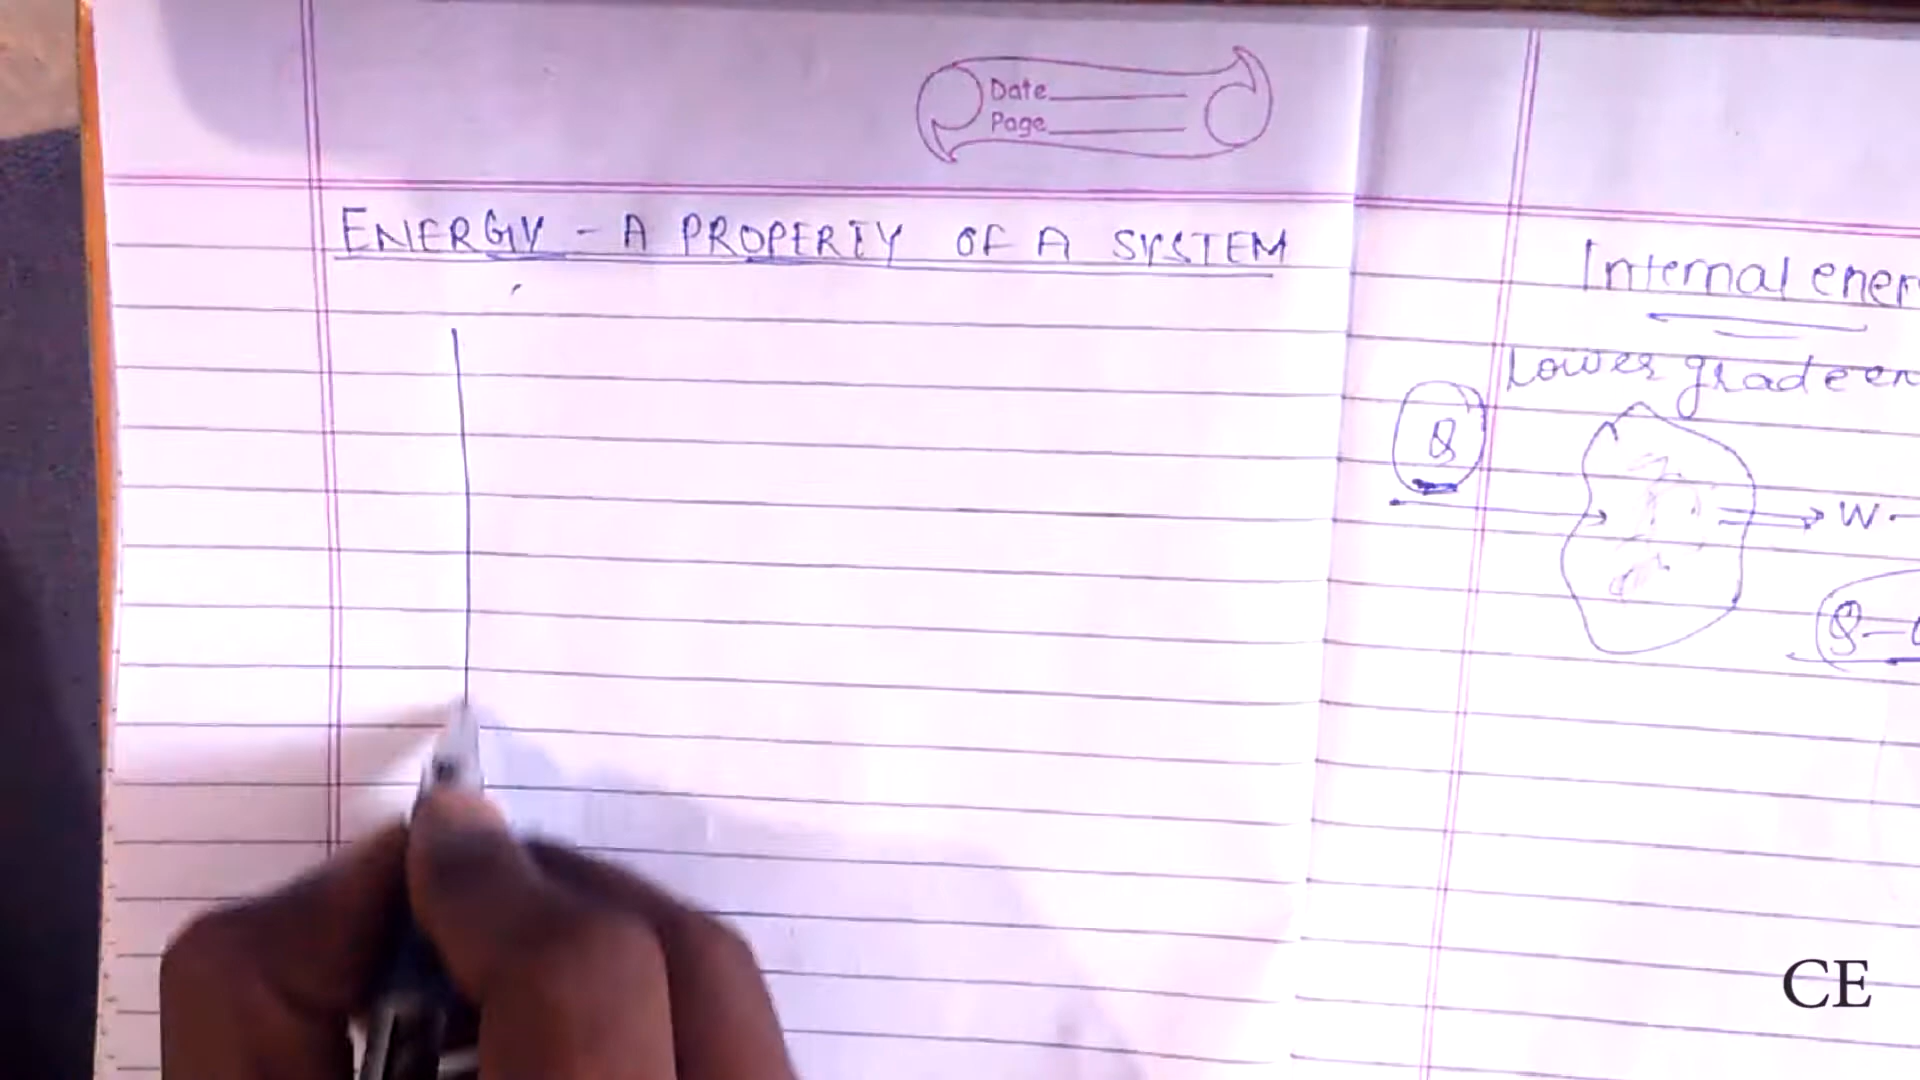 Date
Page
ENERGY - A PROPERTY OF A SYSTEM
Internal ener
Lower grade en
Q
W -
Q -
CE